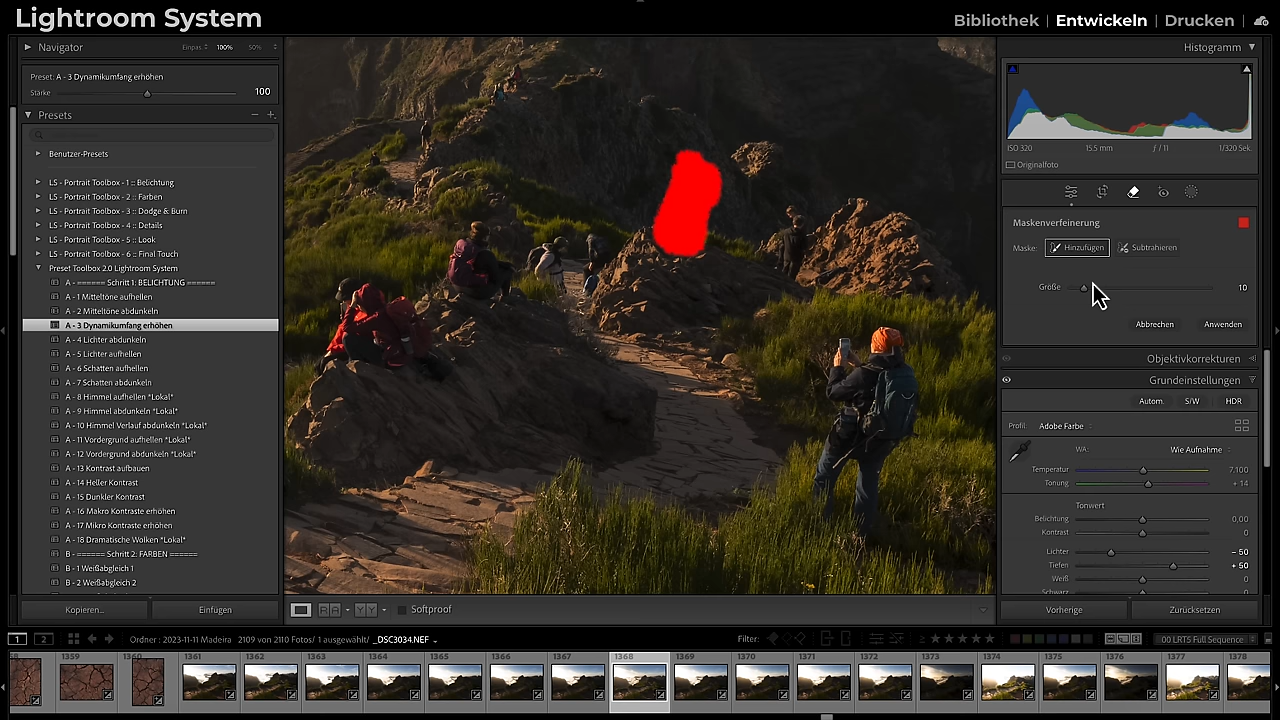 Lightroom System
Bibliothek | Entwickeln | Drucken |
Navigator Einpas 100% 50%
Preset: A - 3 Dynamikumfang erhöhen
Stärke 100
Presets
Benutzer-Presets
LS - Portrait Toolbox - 1 :: Belichtung
LS - Portrait Toolbox - 2 :: Farben
LS - Portrait Toolbox - 3 :: Dodge & Burn
LS - Portrait Toolbox - 4 :: Details
LS - Portrait Toolbox - 5 :: Look
LS - Portrait Toolbox - 6 :: Final Touch
Preset Toolbox 2.0 Lightroom System
A - ====== Schritt 1: BELICHTUNG ======
A - 1 Mitteltöne aufhellen
A - 2 Mitteltöne abdunkeln
A - 3 Dynamikumfang erhöhen
A - 4 Lichter abdunkeln
A - 5 Lichter aufhellen
A - 6 Schatten aufhellen
A - 7 Schatten abdunkeln
A - 8 Himmel aufhellen *Lokal*
A - 9 Himmel abdunkeln *Lokal*
A - 10 Himmel Verlauf abdunkeln *Lokal*
A - 11 Vordergrund aufhellen *Lokal*
A - 12 Vordergrund abdunkeln *Lokal*
A - 13 Kontrast aufbauen
A - 14 Heller Kontrast
A - 15 Dunkler Kontrast
A - 16 Makro Kontraste erhöhen
A - 17 Mikro Kontraste erhöhen
A - 18 Dramatische Wolken *Lokal*
B - ====== Schritt 2: FARBEN ======
B - 1 Weißabgleich 1
B - 2 Weißabgleich 2
Kopieren... Einfügen
Softproof
Histogramm
ISO 320 15.5 mm ƒ / 11 1/320 Sek.
Originalfoto
Maskenverfeinerung
Maske: Hinzufügen Subtrahieren
Größe 10
Abbrechen Anwenden
Objektivkorrekturen
Grundeinstellungen
Autom. S/W HDR
Profil: Adobe Farbe
WA: Wie Aufnahme
Temperatur 7.100
Tonung + 14
Tonwert
Belichtung 0,00
Kontrast 0
Lichter – 50
Tiefen + 50
Weiß 0
Schwarz
Vorherige Zurücksetzen
1 2 Ordner : 2023-11-11 Madeira 2109 von 2110 Fotos/ 1 ausgewählt/ _DSC3034.NEF Filter: 00 LRTS Full Sequence
1359 1360 1361 1362 1363 1364 1365 1366 1367 1368 1369 1370 1371 1372 1373 1374 1375 1376 1377 1378